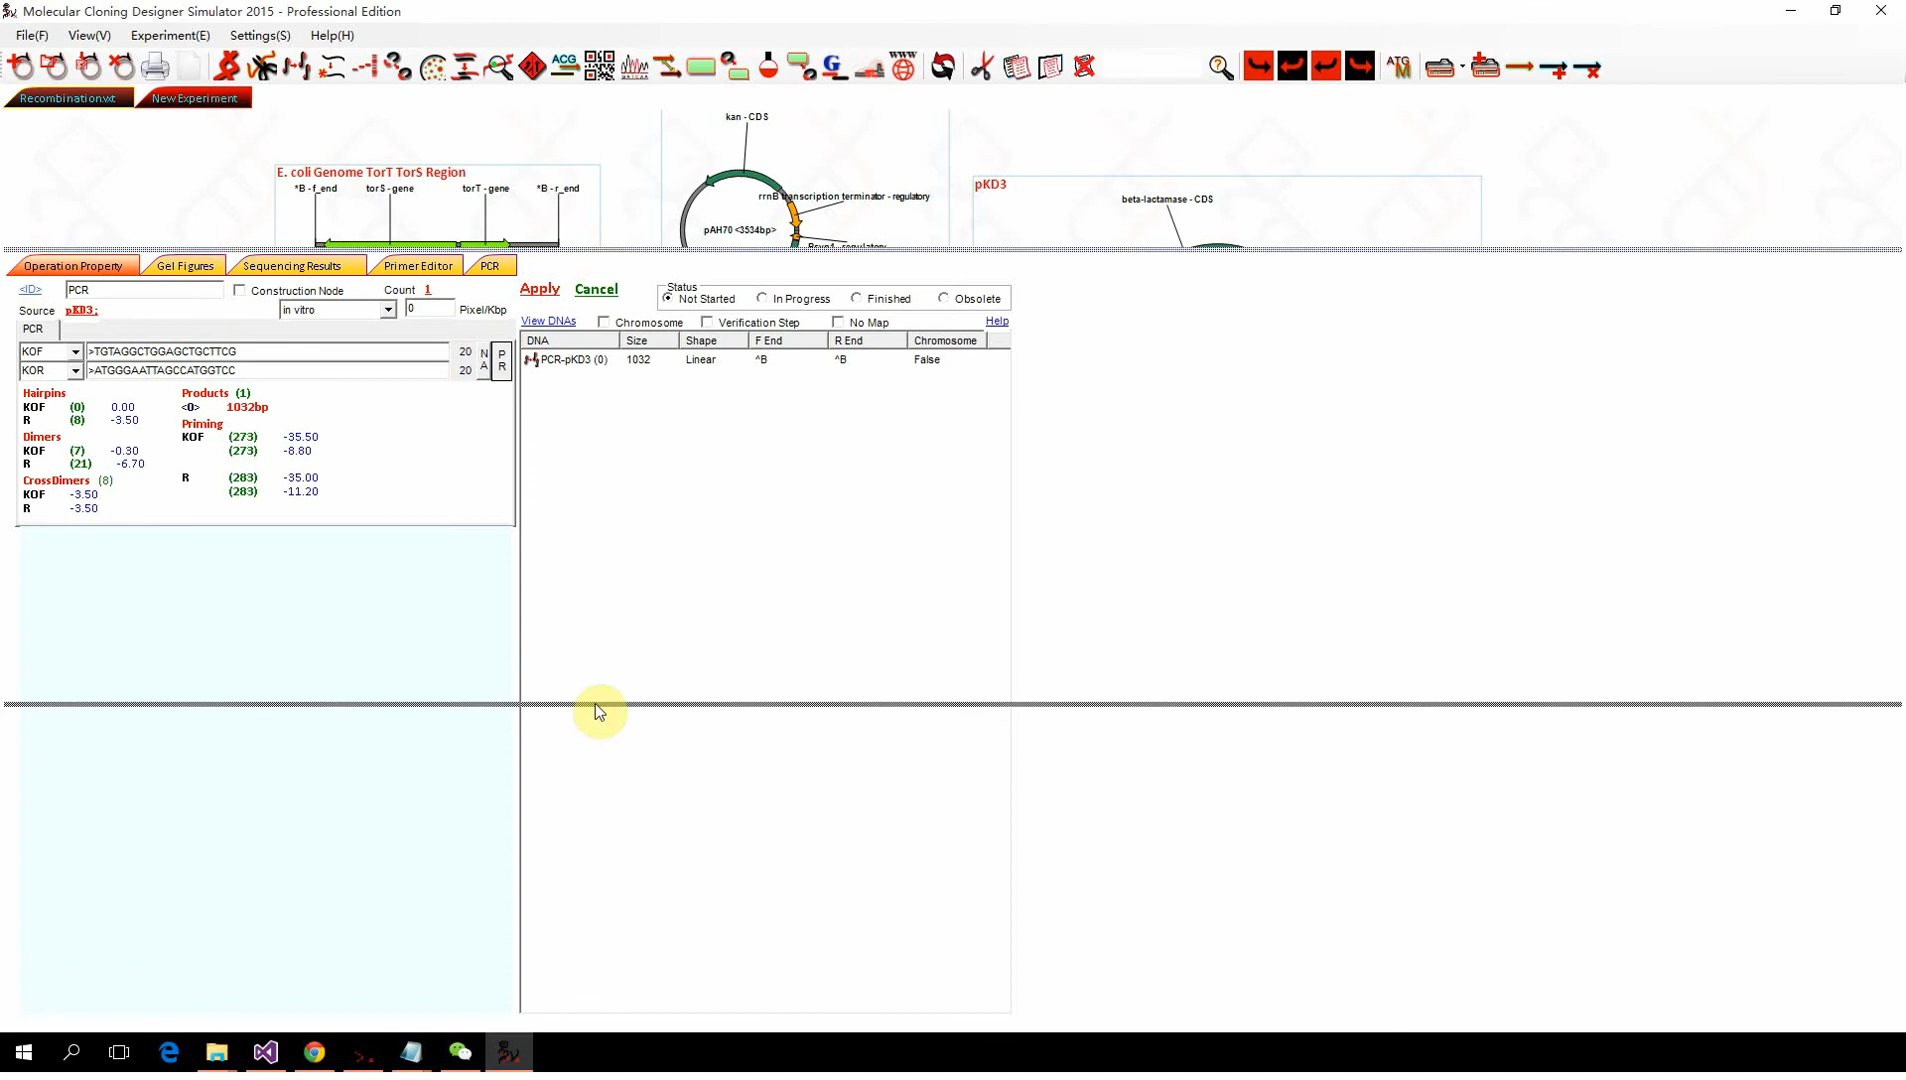 Molecular Cloning Designer Simulator 2015 - Professional Edition
File(F) View(V) Experiment(E) Settings(S) Help(H)
ACG G WWW ATG M
Recombination.vxt New Experiment
kan - CDS
E. coli Genome TorT TorS Region
*B - f_end torS - gene torT - gene *B - r_end
rrnB transcription terminator - regulatory
pAH70 <3534bp>
pKD3
beta-lactamase - CDS
Operation Property Gel Figures Sequencing Results Primer Editor PCR
<ID> PCR Construction Node Count 1
Source pKD3; in vitro 0 Pixel/Kbp
Apply Cancel
Status
Not Started In Progress Finished Obsolete
View DNAs Chromosome Verification Step No Map Help
PCR
KOF >TGTAGGCTGGAGCTGCTTCG 20 N A P R
KOR >ATGGGAATTAGCCATGGTCC 20
DNA Size Shape F End R End Chromosome
PCR-pKD3 (0) 1032 Linear ^B ^B False
Hairpins
KOF (0) 0.00
R (8) -3.50
Dimers
KOF (7) -0.30
R (21) -6.70
CrossDimers (8)
KOF -3.50
R -3.50
Products (1)
<0> 1032bp
Priming
KOF (273) -35.50
(273) -8.80
R (283) -35.00
(283) -11.20